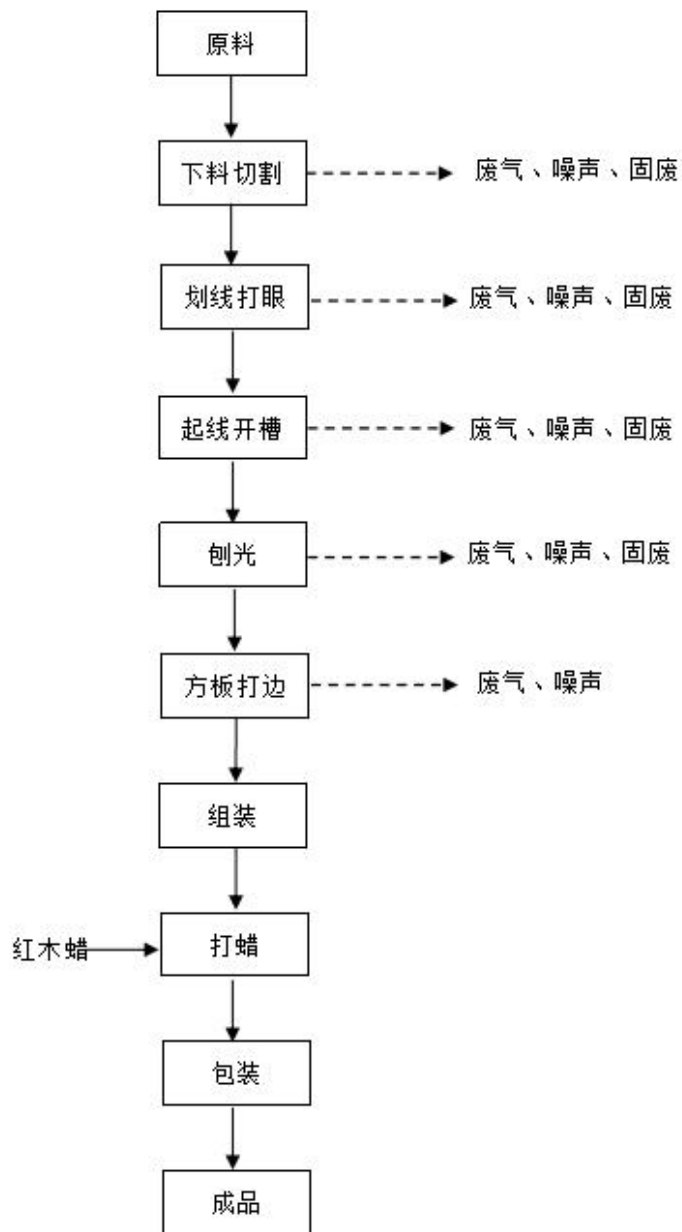 原料
下料切割
废气、噪声、固废
划线打眼
废气、噪声、固废
起线开槽
废气、噪声、固废
刨光
废气、噪声、固废
方板打边
废气、噪声
组装
红木蜡
打蜡
包装
成品